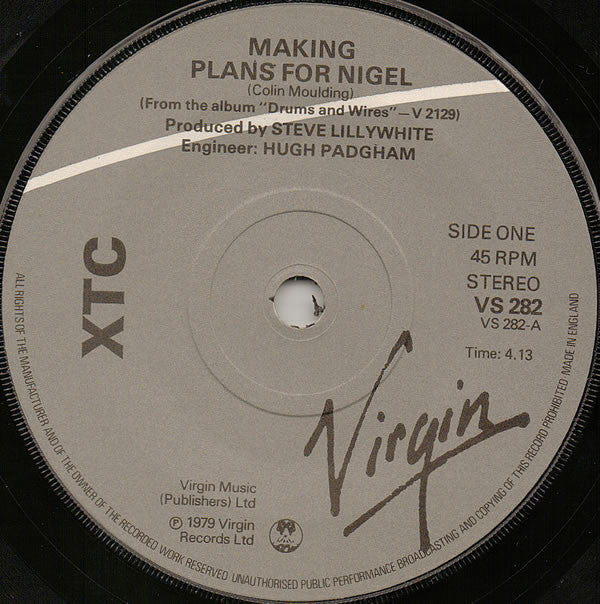 MAKING
PLANS FOR NIGEL
(Colin Moulding)
(From the album "Drums and Wires"—V 2129)
Produced by STEVE LILLYWHITE
Engineer: HUGH PADGHAM
XTC
SIDE ONE
45 RPM
STEREO
VS 282
VS 282-A
Time: 4.13
Virgin
Virgin Music
(Publishers) Ltd
℗ 1979 Virgin
Records Ltd
ALL RIGHTS OF THE MANUFACTURER AND OF THE OWNER OF THE RECORDED WORK RESERVED UNAUTHORISED PUBLIC PERFORMANCE BROADCASTING AND COPYING OF THIS RECORD PROHIBITED MADE IN ENGLAND